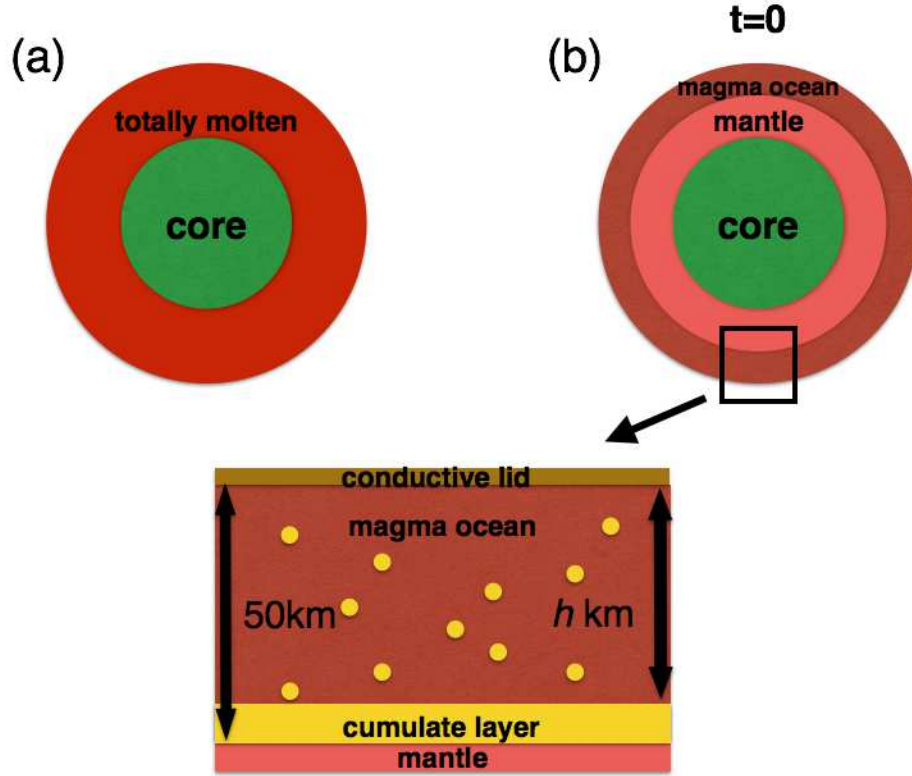 t=0
(a)
(b)
totally molten
core
magma ocean
mantle
core
conductive lid
magma ocean
50km
h km
cumulate layer
mantle